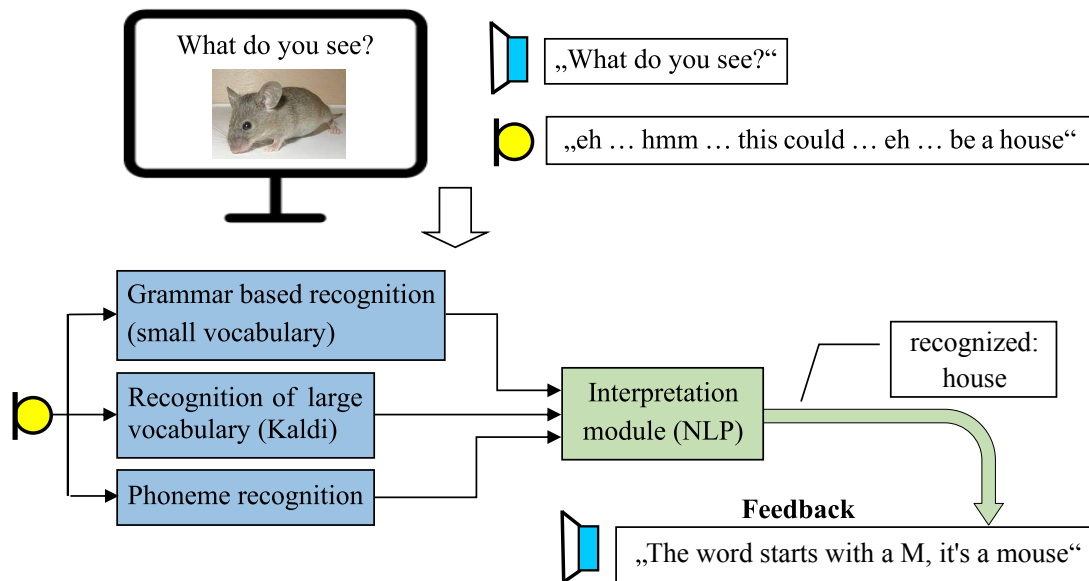 What do you see?
„What do you see?“
„eh … hmm … this could … eh … be a house“
Grammar based recognition
(small vocabulary)
Recognition of large
vocabulary (Kaldi)
Phoneme recognition
Interpretation
module (NLP)
recognized:
house
Feedback
„The word starts with a M, it's a mouse“